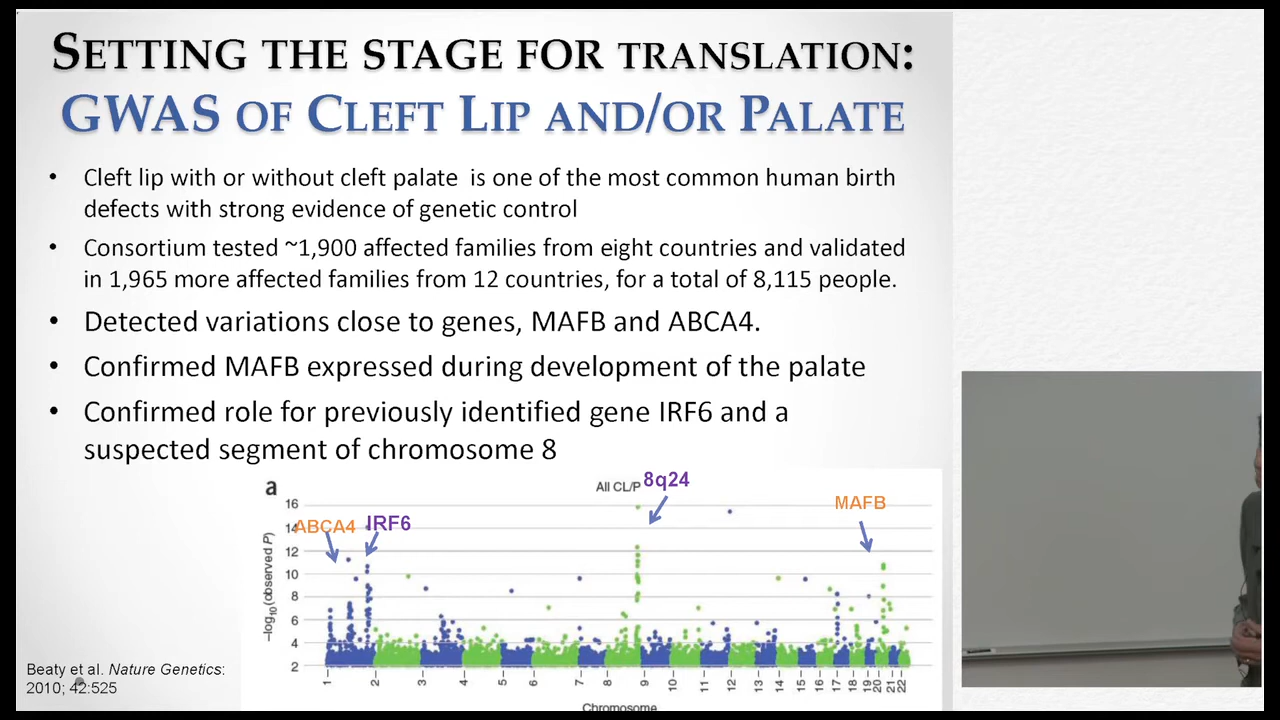 SETTING THE STAGE FOR TRANSLATION:
GWAS OF CLEFT LIP AND/OR PALATE
• Cleft lip with or without cleft palate is one of the most common human birth
defects with strong evidence of genetic control
• Consortium tested ~1,900 affected families from eight countries and validated
in 1,965 more affected families from 12 countries, for a total of 8,115 people.
• Detected variations close to genes, MAFB and ABCA4.
• Confirmed MAFB expressed during development of the palate
• Confirmed role for previously identified gene IRF6 and a
suspected segment of chromosome 8
a
All CL/P
8q24
MAFB
ABCA4
IRF6
–log10 (observed P)
16
14
12
10
8
6
4
2
1 2 3 4 5 6 7 8 9 10 11 12 13 14 15 16 17 18 19 20 21 22
Chromosome
Beaty et al. Nature Genetics:
2010; 42:525